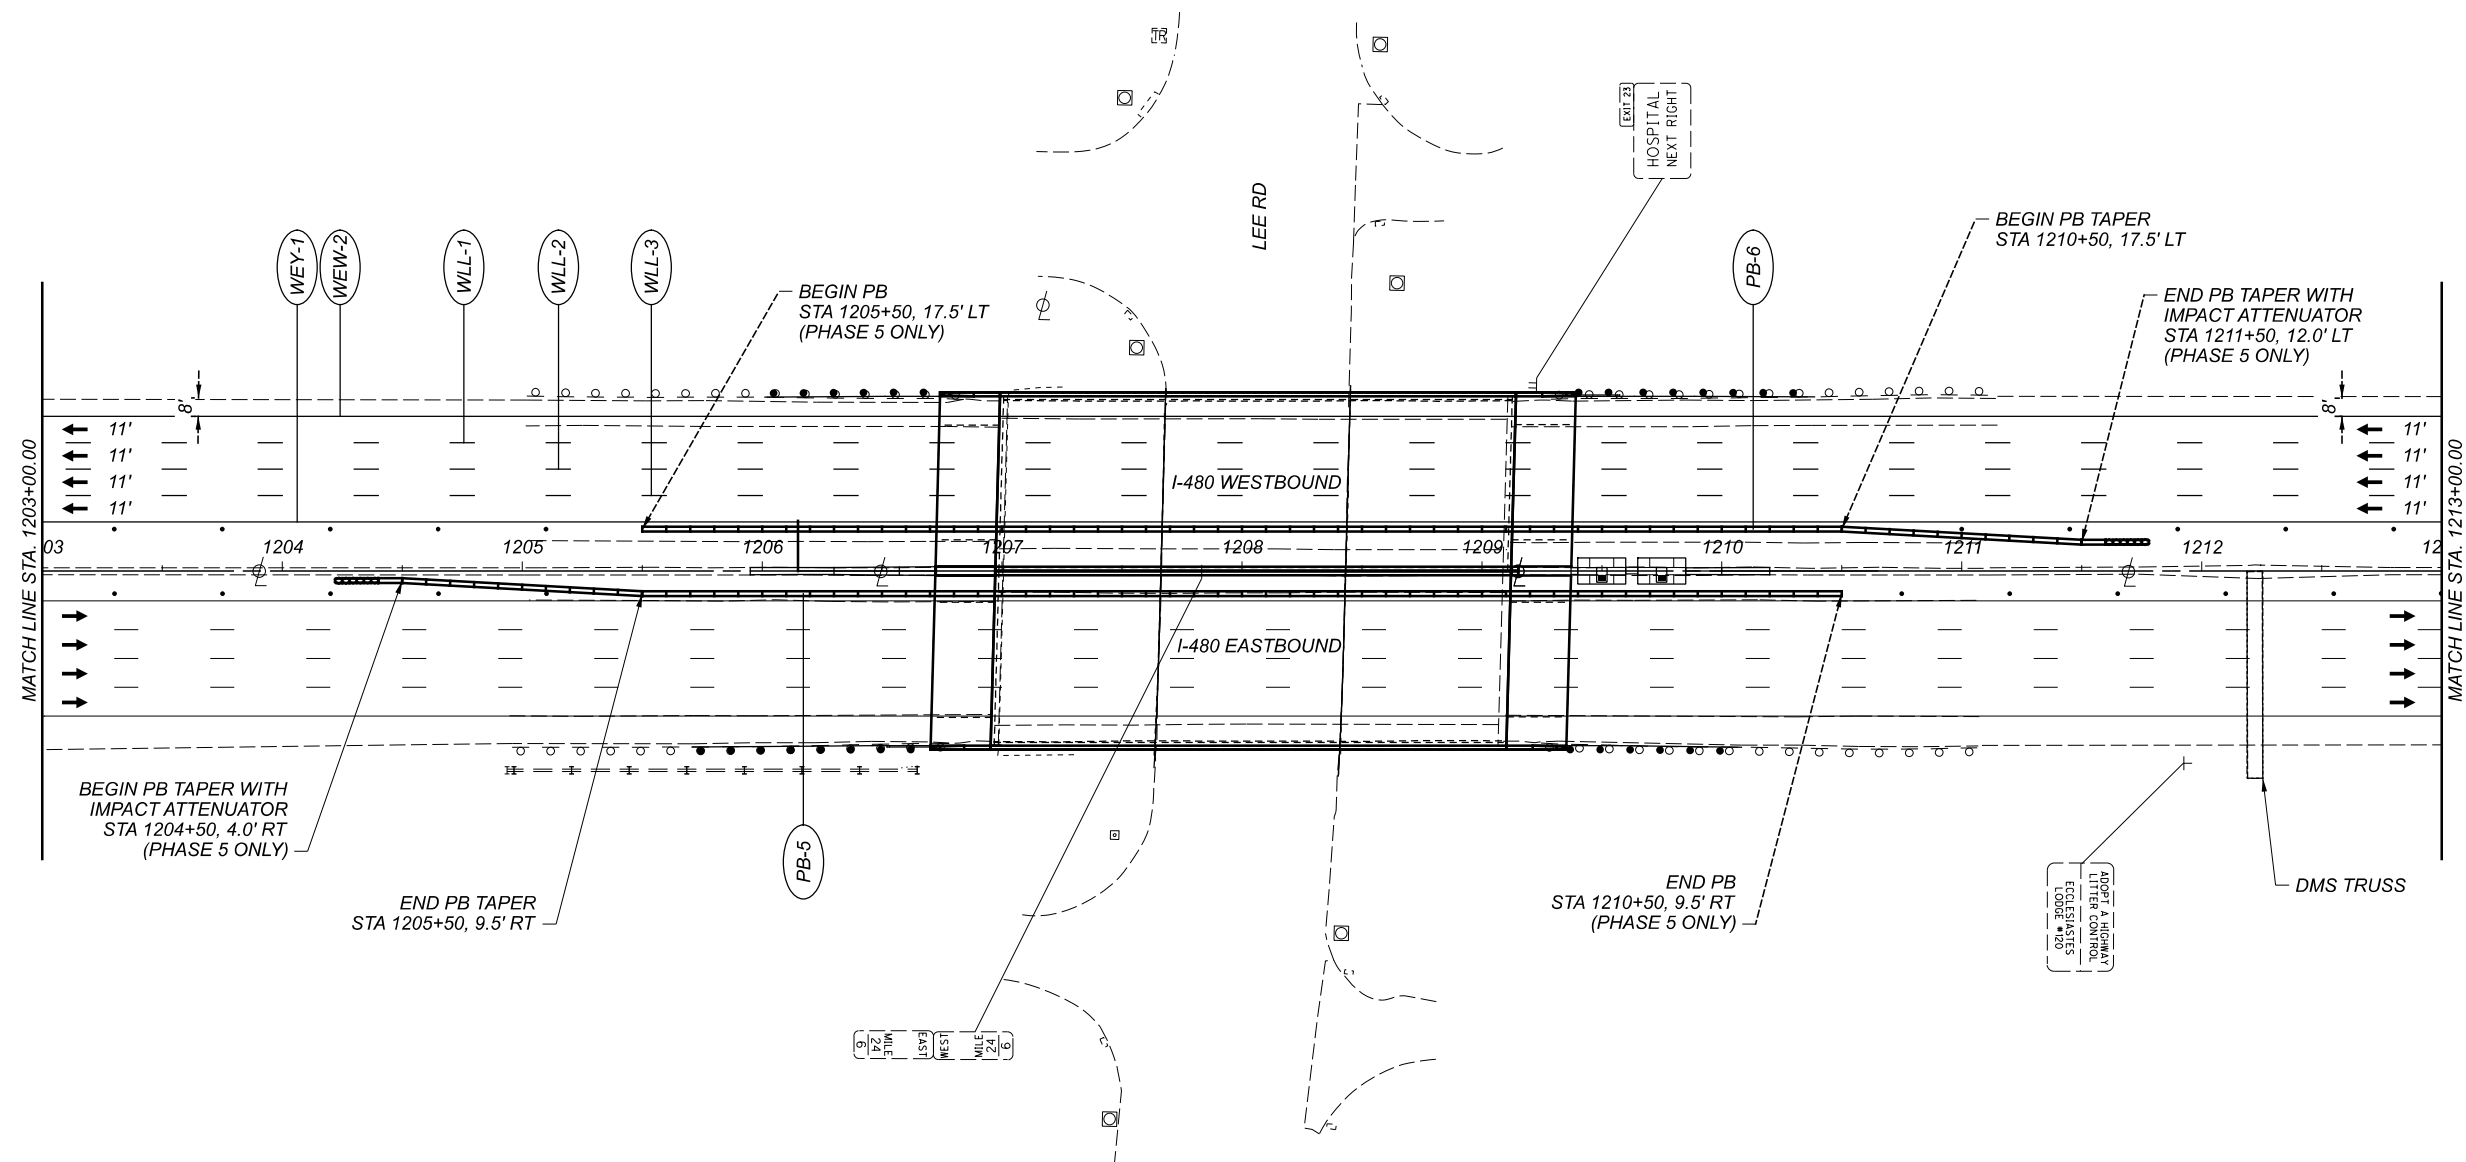 TR
EXIT 23
HOSPITAL
NEXT RIGHT
LEE RD
BEGIN PB TAPER
STA 1210+50, 17.5' LT
WEY-1
WEW-2
WLL-1
WLL-2
WLL-3
PB-6
BEGIN PB
STA 1205+50, 17.5' LT
(PHASE 5 ONLY)
END PB TAPER WITH
IMPACT ATTENUATOR
STA 1211+50, 12.0' LT
(PHASE 5 ONLY)
8'
8'
11'
11'
11'
11'
11'
11'
11'
11'
MATCH LINE STA. 1203+00.00
MATCH LINE STA. 1213+00.00
I-480 WESTBOUND
03
1204
1205
1206
1207
1208
1209
1210
1211
1212
12
I-480 EASTBOUND
BEGIN PB TAPER WITH
IMPACT ATTENUATOR
STA 1204+50, 4.0' RT
(PHASE 5 ONLY)
PB-5
END PB TAPER
STA 1205+50, 9.5' RT
END PB
STA 1210+50, 9.5' RT
(PHASE 5 ONLY)
ADOPT A HIGHWAY
LITTER CONTROL
ECCLESIASTES
LODGE #120
DMS TRUSS
EAST
MILE
24
6
WEST
MILE
24
6